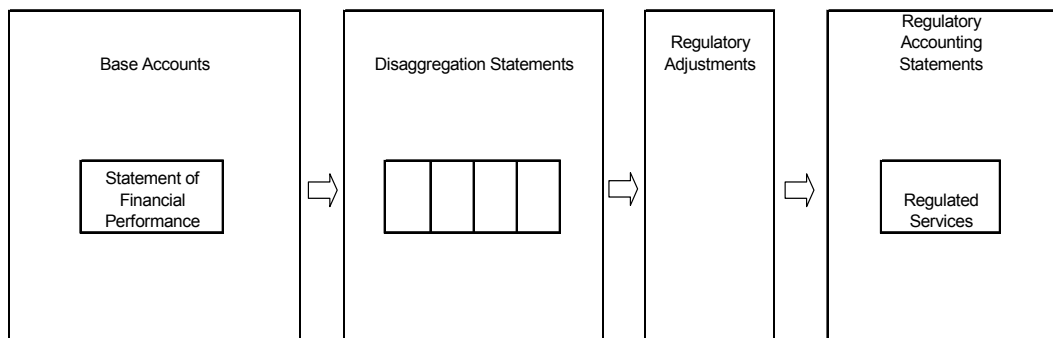 Base Accounts
Statement of
Financial
Performance
Disaggregation Statements
Regulatory
Adjustments
Regulatory
Accounting
Statements
Regulated
Services